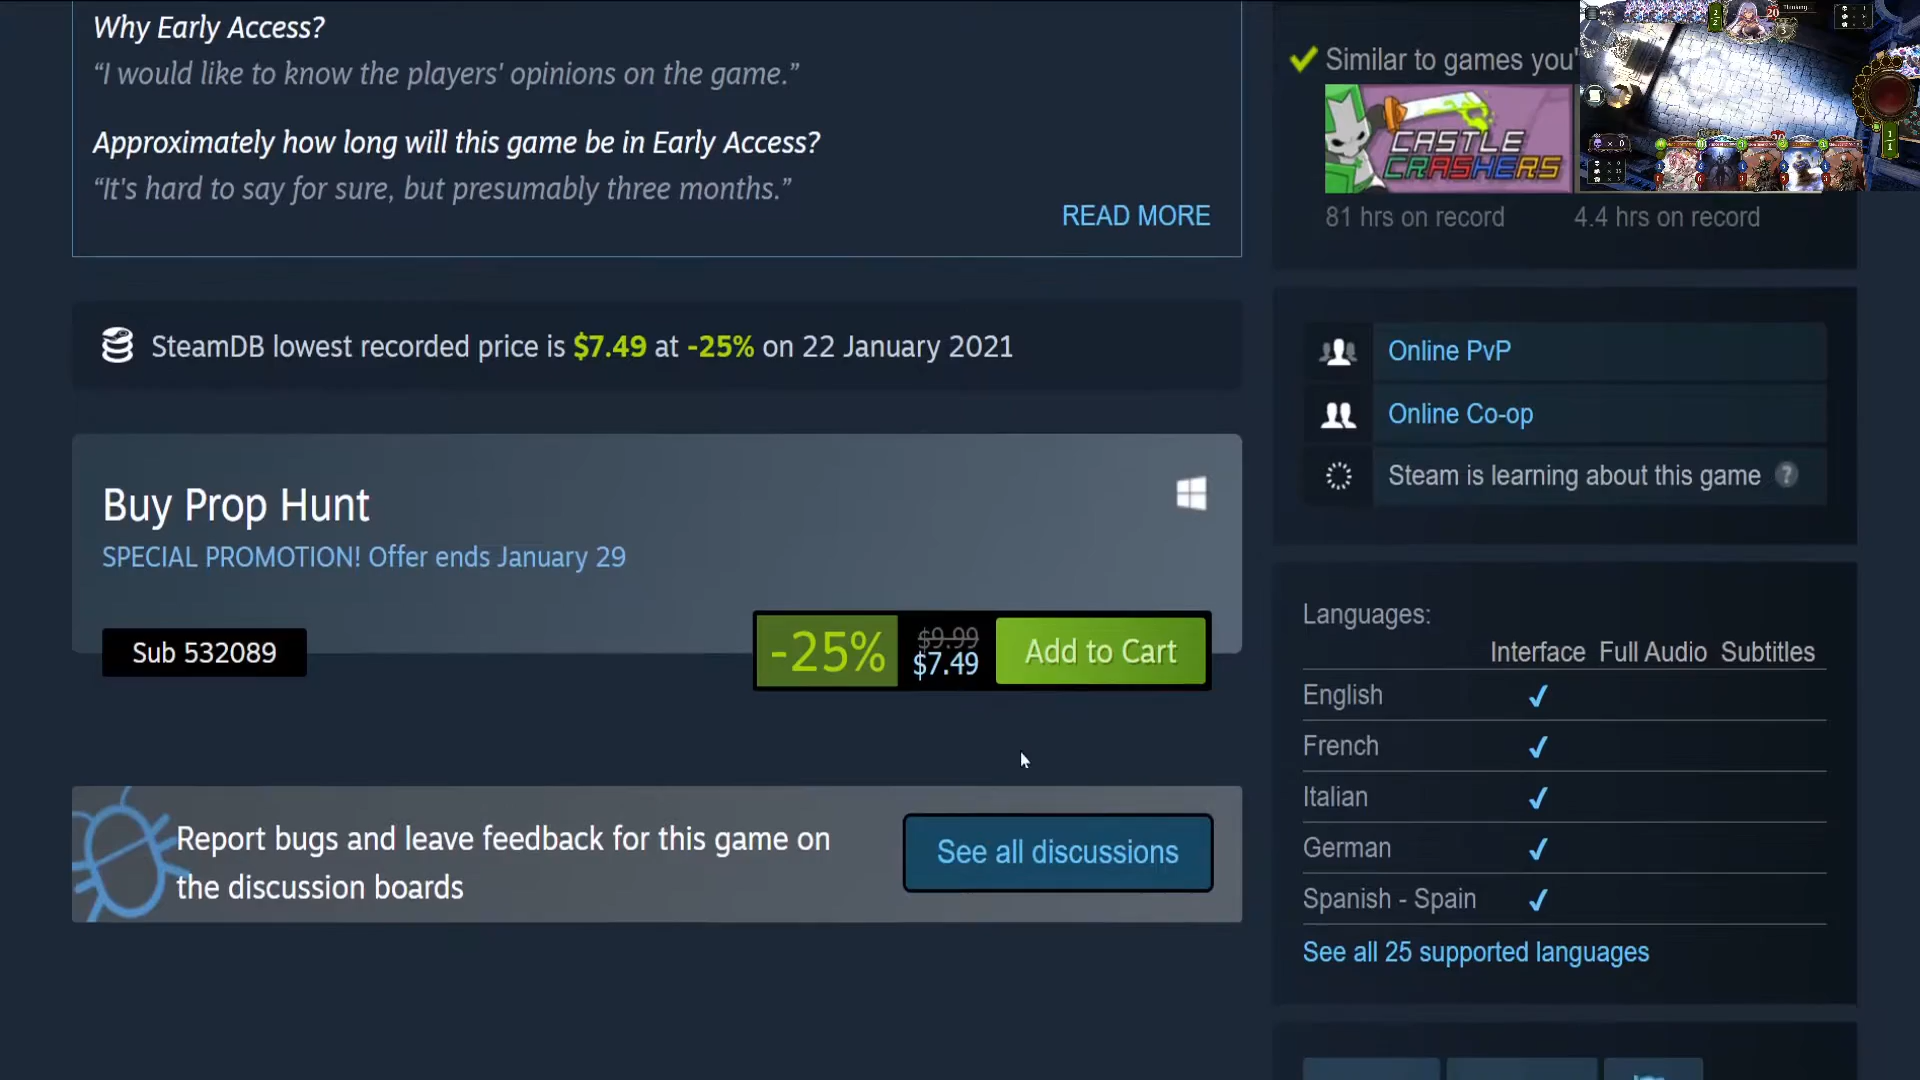 Why Early Access?
“I would like to know the players' opinions on the game.”
Approximately how long will this game be in Early Access?
“It's hard to say for sure, but presumably three months.”
READ MORE
SteamDB lowest recorded price is $7.49 at -25% on 22 January 2021
Buy Prop Hunt
SPECIAL PROMOTION! Offer ends January 29
Sub 532089
-25%
$9.99
$7.49
Add to Cart
Report bugs and leave feedback for this game on
the discussion boards
See all discussions
Similar to games you'
CASTLE
CRASHERS
81 hrs on record
4.4 hrs on record
Online PvP
Online Co-op
Steam is learning about this game ?
Languages:
Interface Full Audio Subtitles
English
French
Italian
German
Spanish - Spain
See all 25 supported languages
20
Thinking